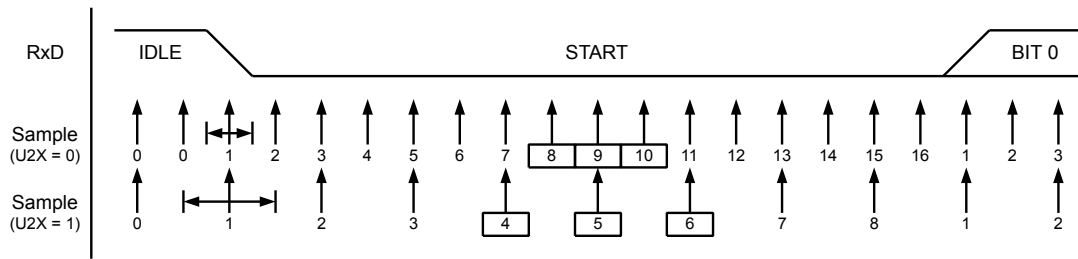 RxD IDLE START BIT 0
Sample
(U2X = 0)
0 0 1 2 3 4 5 6 7 8 9 10 11 12 13 14 15 16 1 2 3
Sample
(U2X = 1)
0 1 2 3 4 5 6 7 8 1 2